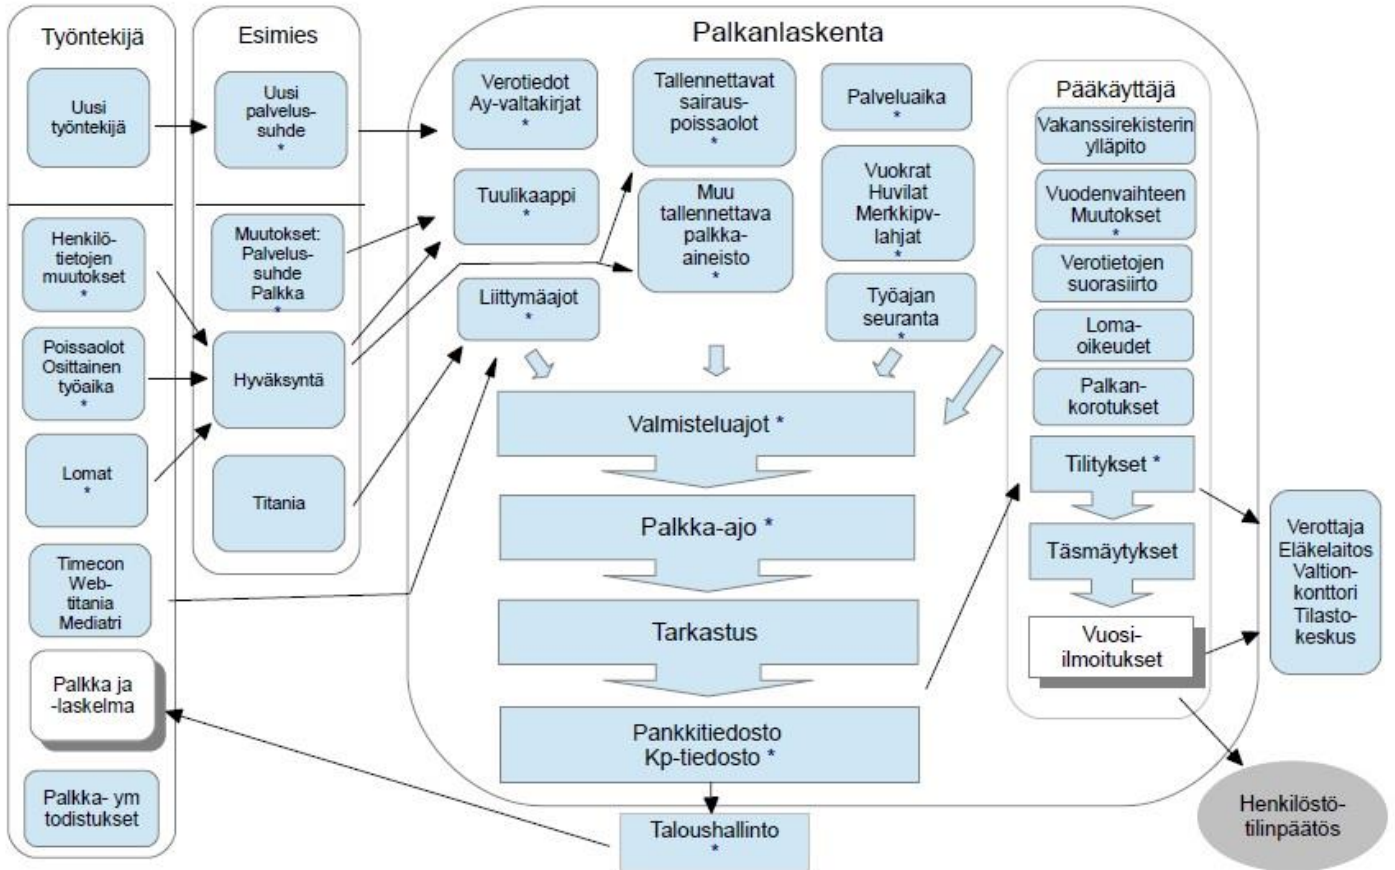 Työntekijä
Uusi
työntekijä
Henkilö-
tietojen
muutokset
*
Poissaolot
Osittainen
työaika
*
Lomat
*
Timecon
Web-
titania
Mediatri
Palkka ja
-laskelma
Palkka- ym
todistukset
Esimies
Uusi
palvelus-
suhde
*
Muutokset:
Palvelus-
suhde
Palkka
*
Hyväksyntä
Titania
Palkanlaskenta
Verotiedot
Ay-valtakirjat
*
Tuulikaappi
*
Liittymäajot
*
Tallennettavat
sairaus-
poissaolot
*
Muu
tallennettava
palkka-
aineisto
*
Palveluaika
*
Vuokrat
Huvilat
Merkkipv-
lahjat
*
Työajan
seuranta
*
Valmisteluajot *
Palkka-ajo *
Tarkastus
Pankkitiedosto
Kp-tiedosto *
Taloushallinto
*
Pääkäyttäjä
Vakanssirekisterin
ylläpito
Vuodenvaihteen
Muutokset
*
Verotietojen
suorasiirto
Loma-
oikeudet
Palkan-
korotukset
Tilitykset *
Täsmäytykset
Vuosi-
ilmoitukset
Verottaja
Eläkelaitos
Valtion-
konttori
Tilasto-
keskus
Henkilöstö-
tilinpäätös